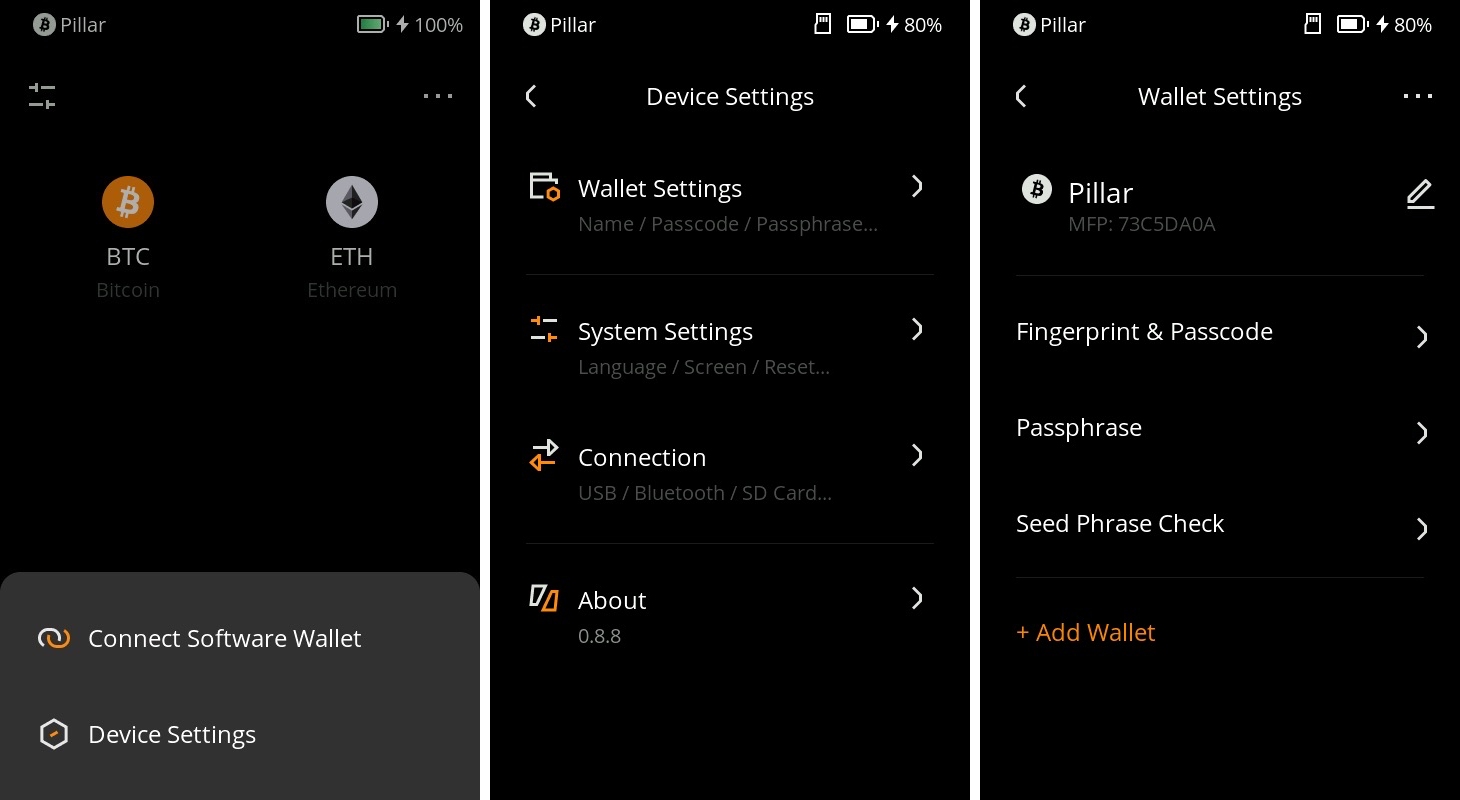 Pillar
100%
BTC
ETH
Bitcoin
Ethereum
Connect Software Wallet
Device Settings
Pillar
80%
Device Settings
Wallet Settings
Name / Passcode / Passphrase...
System Settings
Language / Screen / Reset...
Connection
USB / Bluetooth / SD Card...
About
0.8.8
Pillar
80%
Wallet Settings
Pillar
MFP: 73C5DA0A
Fingerprint & Passcode
Passphrase
Seed Phrase Check
+ Add Wallet